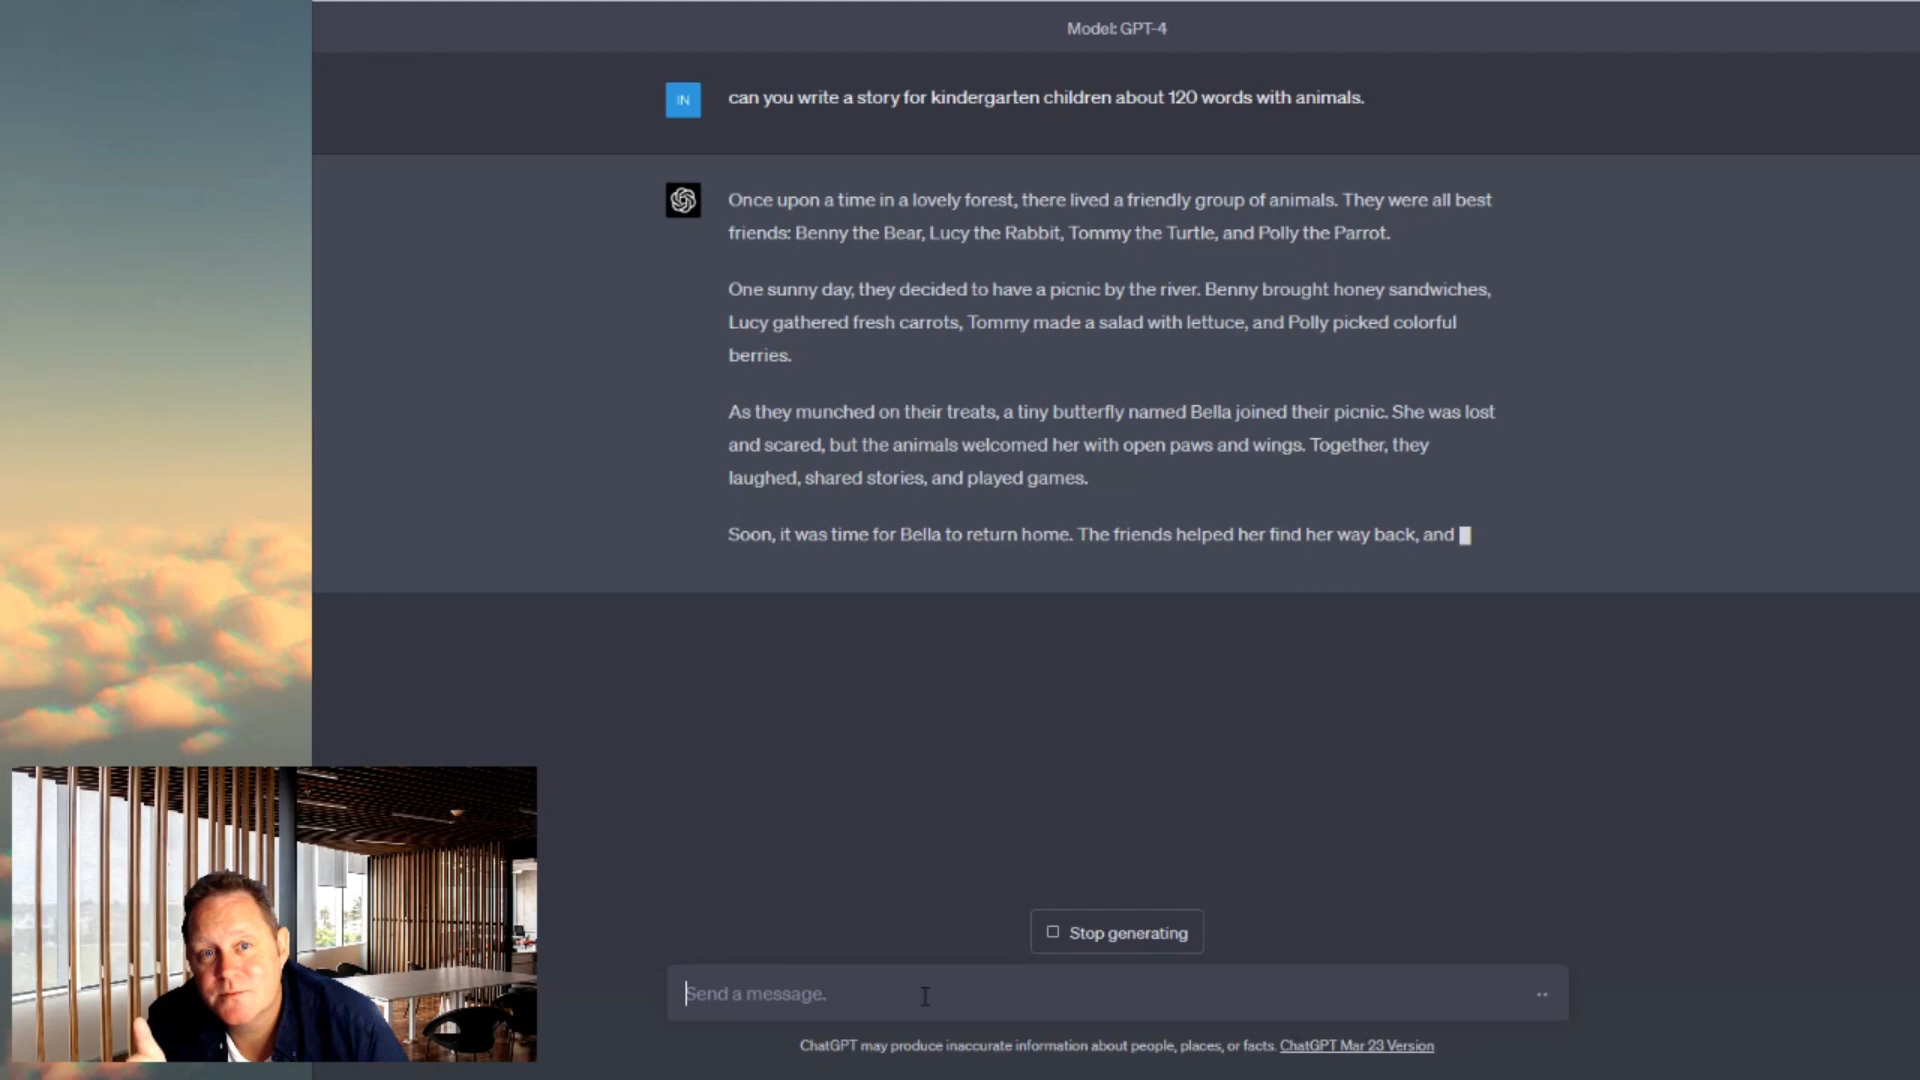 Model: GPT-4
IN
can you write a story for kindergarten children about 120 words with animals.
Once upon a time in a lovely forest, there lived a friendly group of animals. They were all best
friends: Benny the Bear, Lucy the Rabbit, Tommy the Turtle, and Polly the Parrot.
One sunny day, they decided to have a picnic by the river. Benny brought honey sandwiches,
Lucy gathered fresh carrots, Tommy made a salad with lettuce, and Polly picked colorful
berries.
As they munched on their treats, a tiny butterfly named Bella joined their picnic. She was lost
and scared, but the animals welcomed her with open paws and wings. Together, they
laughed, shared stories, and played games.
Soon, it was time for Bella to return home. The friends helped her find her way back, and
Stop generating
Send a message.
ChatGPT may produce inaccurate information about people, places, or facts. ChatGPT Mar 23 Version